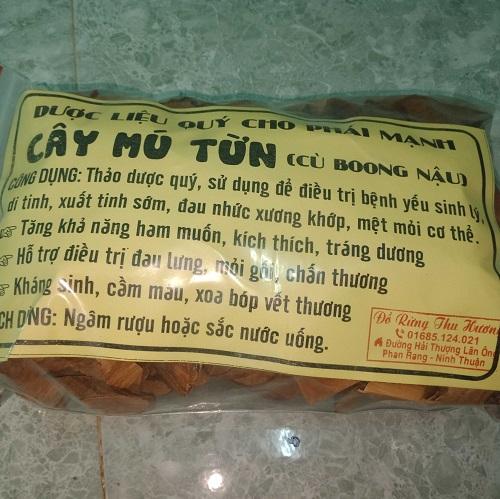 DƯỢC LIỆU QUÝ CHO PHÁI MẠNH
CÂY MÚ TỪN (CÙ BOONG NẬU)
CÔNG DỤNG: Thảo dược quý, sử dụng để điều trị bệnh yếu sinh lý,
di tinh, xuất tinh sớm, đau nhức xương khớp, mệt mỏi cơ thể.
Tăng khả năng ham muốn, kích thích, tráng dương
Hỗ trợ điều trị đau lưng, mỏi gối, chấn thương
Kháng sinh, cầm máu, xoa bóp vết thương
CH DÙNG: Ngâm rượu hoặc sắc nước uống.
Đồ Rừng Thu Hương
01685.124.021
Đường Hải Thượng Lãn Ông
Phan Rang - Ninh Thuận